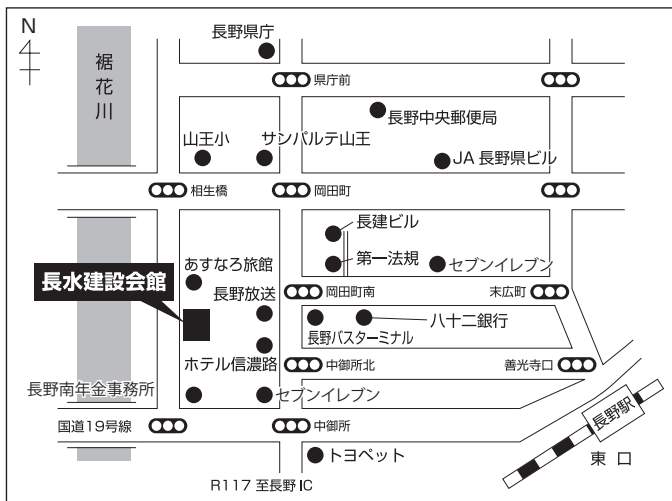 N
長野県庁
裾花川
県庁前
長野中央郵便局
山王小
サンパルテ山王
JA長野県ビル
相生橋
岡田町
長建ビル
あすなろ旅館
第一法規
セブンイレブン
長水建設会館
長野放送
岡田町南
末広町
長野バスターミナル
八十二銀行
ホテル信濃路
中御所北
善光寺口
長野南年金事務所
セブンイレブン
国道19号線
中御所
長野駅
トヨペット
東口
R117 至長野IC